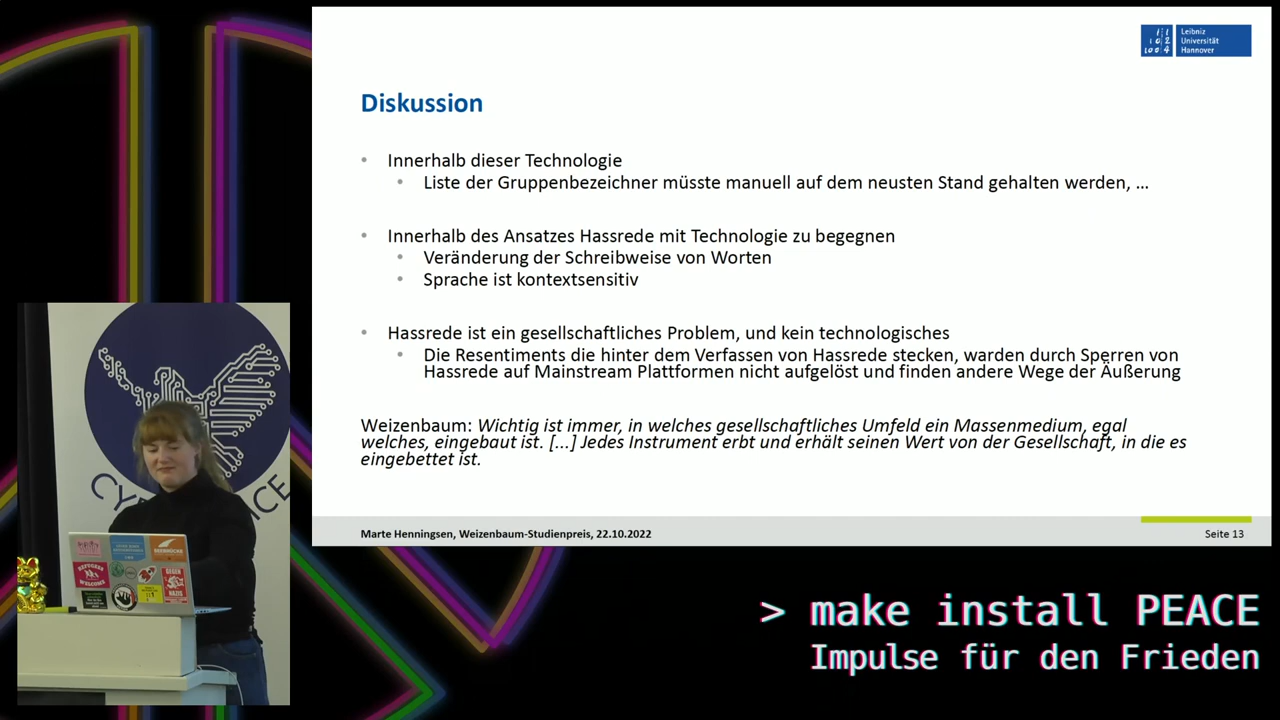 Leibniz
Universität
Hannover
Diskussion
• Innerhalb dieser Technologie
• Liste der Gruppenbezeichner müsste manuell auf dem neusten Stand gehalten werden, ...
• Innerhalb des Ansatzes Hassrede mit Technologie zu begegnen
• Veränderung der Schreibweise von Worten
• Sprache ist kontextsensitiv
• Hassrede ist ein gesellschaftliches Problem, und kein technologisches
• Die Resentiments die hinter dem Verfassen von Hassrede stecken, warden durch Sperren von
Hassrede auf Mainstream Plattformen nicht aufgelöst und finden andere Wege der Äußerung
Weizenbaum: Wichtig ist immer, in welches gesellschaftliches Umfeld ein Massenmedium, egal
welches, eingebaut ist. [...] Jedes Instrument erbt und erhält seinen Wert von der Gesellschaft, in die es
eingebettet ist.
Marte Henningsen, Weizenbaum-Studienpreis, 22.10.2022
Seite 13
REFUGEES
WELCOME
GEGEN
NAZIS
> make install PEACE
Impulse für den Frieden